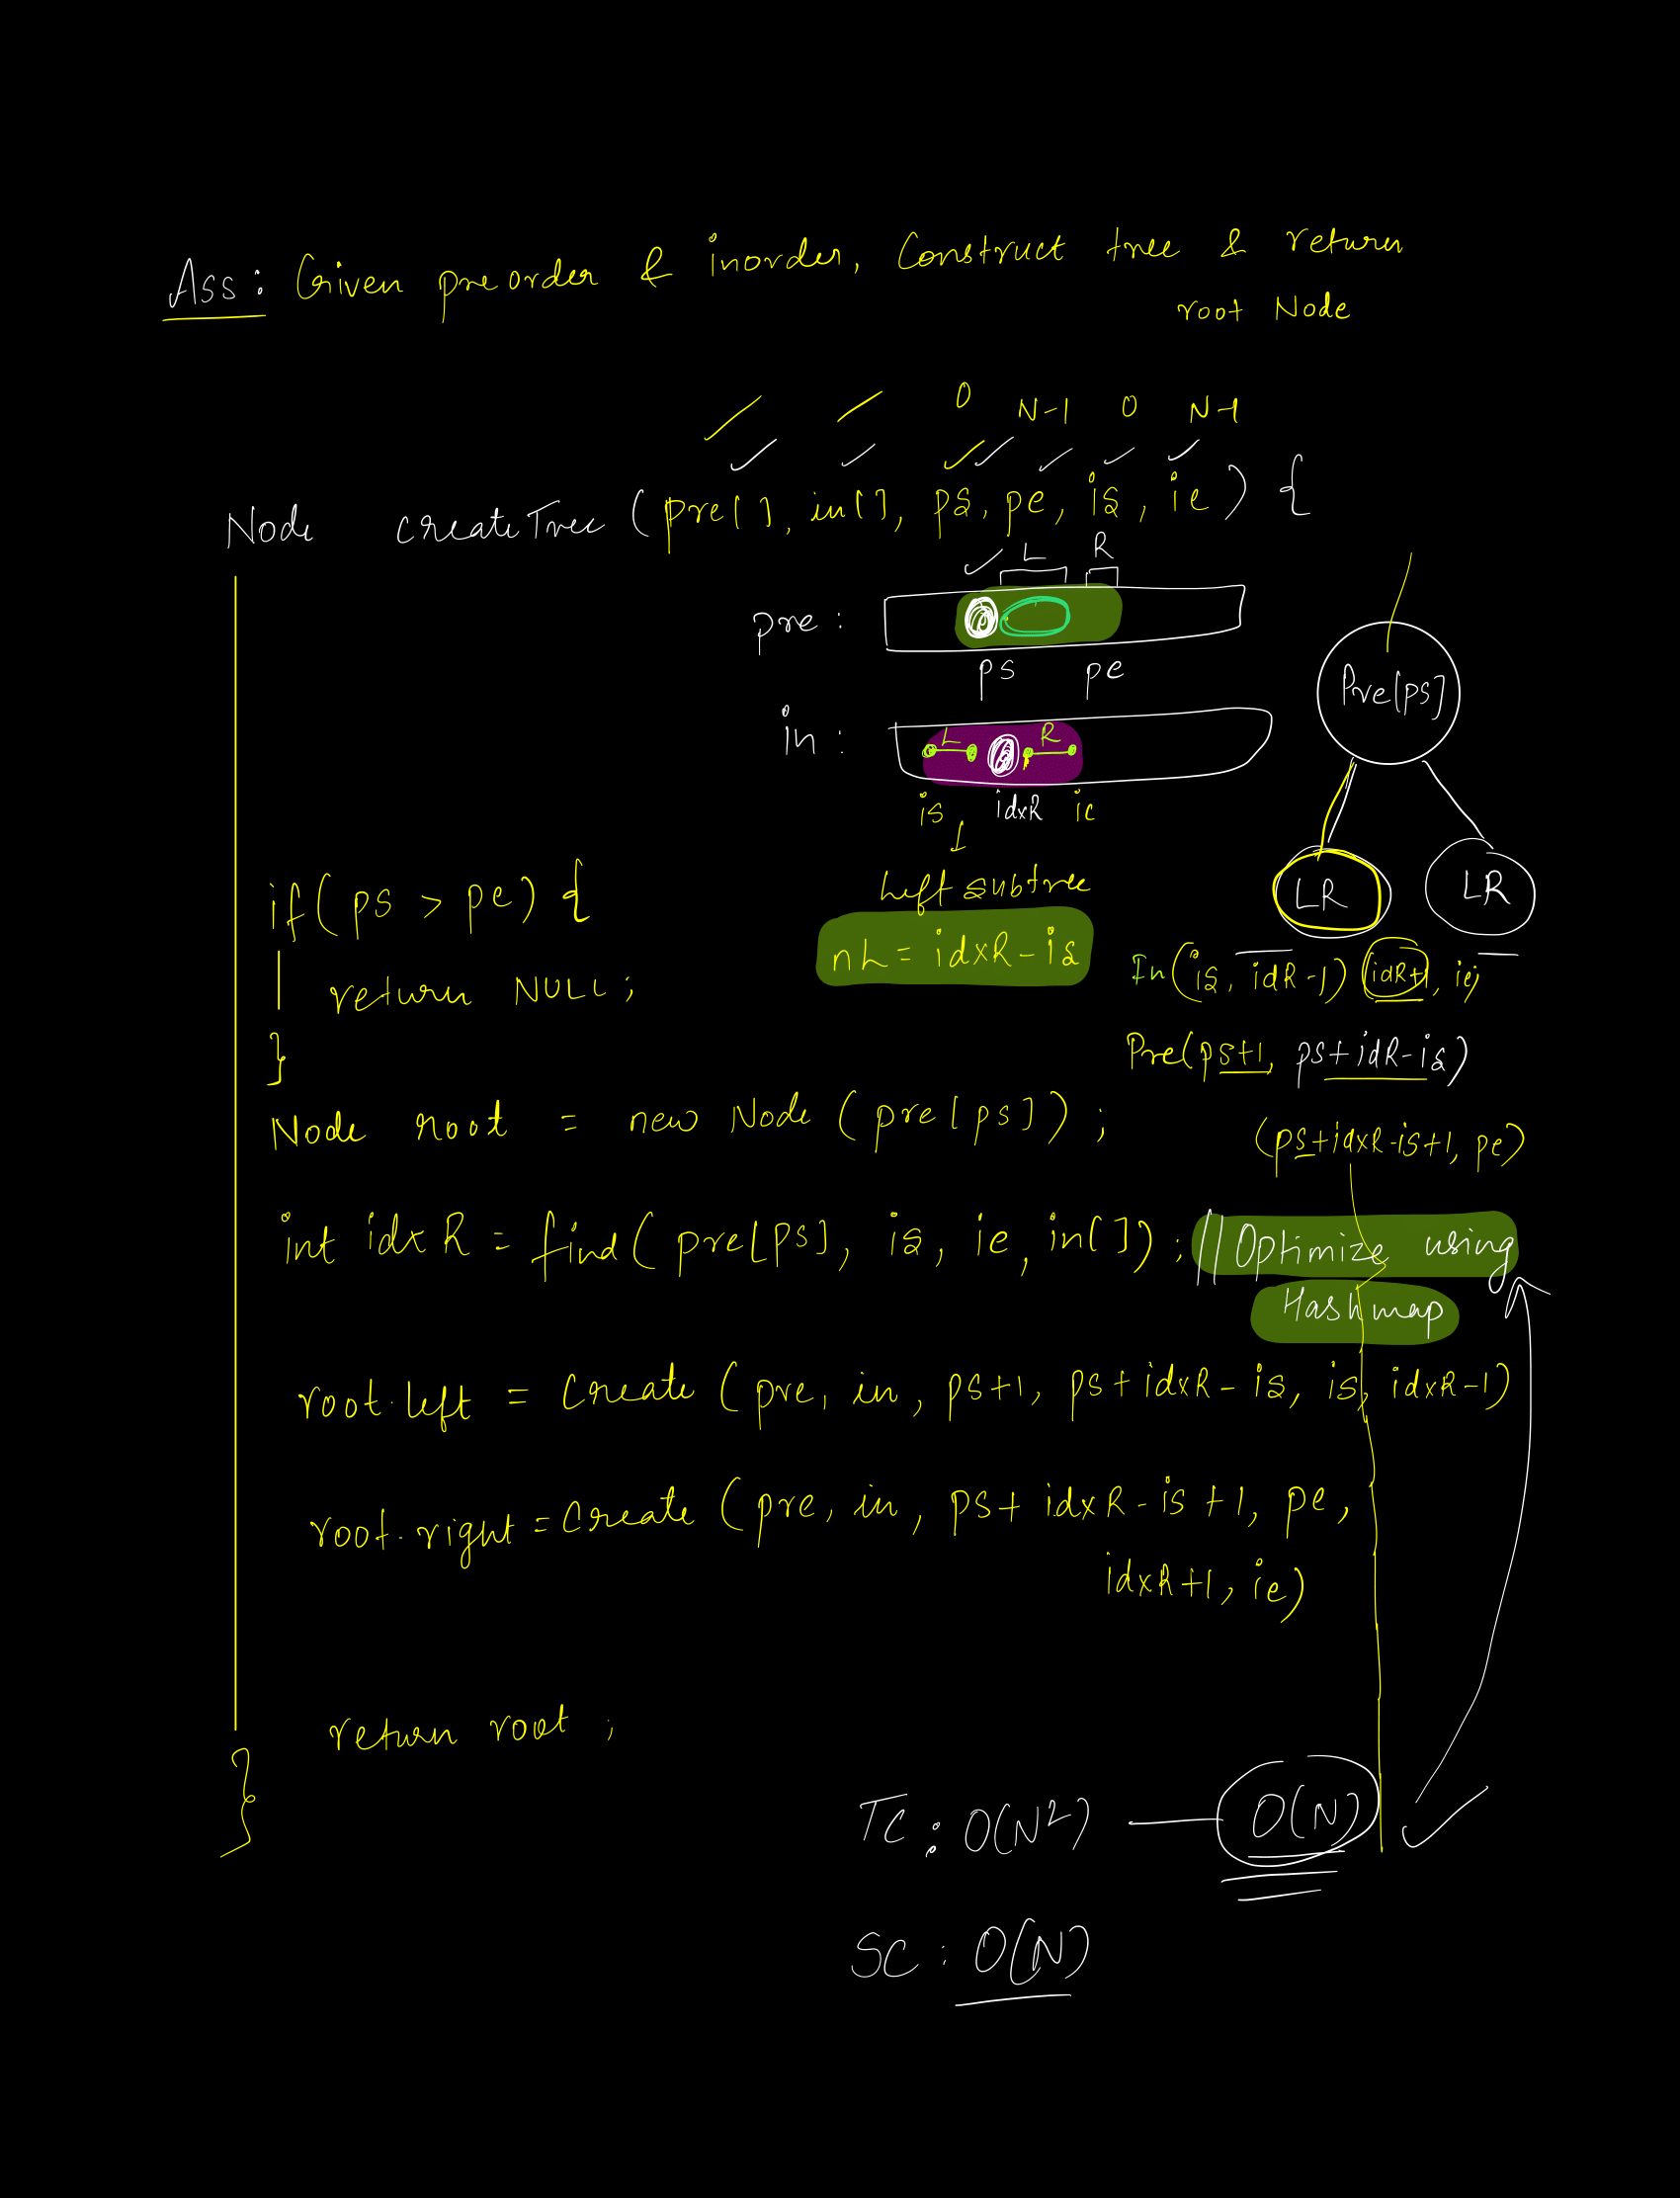 Ass: Given preorder & inorder, Construct tree & return
root Node
0 N-1 0 N-1
Node createTree (pre[], in[], ps, pe, is, ie) {
L R
pre:
ps pe
Pre[ps]
in:
L R
is idxR ie
left subtree
LR LR
if(ps > pe) {
nL = idxR-is
In(is, idR-1) (idR+1, ie)
return NULL;
}
Pre(ps+1, ps+idR-is)
Node root = new Node (pre[ps]);
(ps+idxR-is+1, pe)
int idxR = find( pre[ps], is, ie, in[]); // Optimize using
Hashmap
root.left = Create (pre, in, ps+1, ps+idxR-is, is, idxR-1)
root.right = Create (pre, in, ps+ idxR-is +1, pe,
idxR+1, ie)
return root;
}
TC: O(N²) — O(N)
SC: O(N)